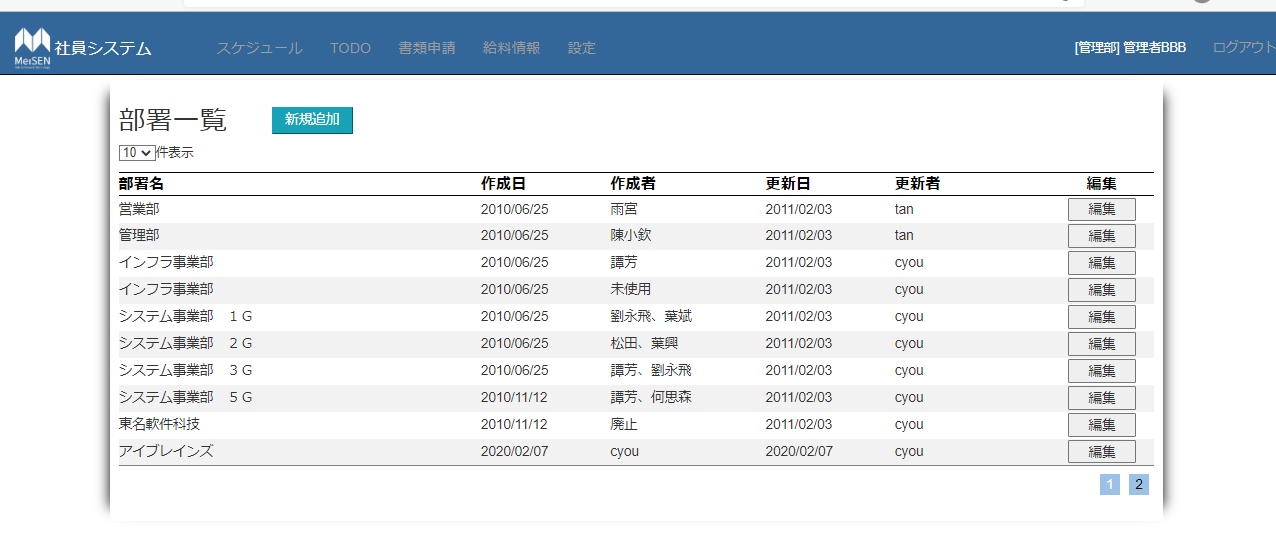 MeiSEN 社員システム スケジュール TODO 書類申請 給料情報 設定 [管理部] 管理者BBB ログアウト
部署一覧 新規追加
10 件表示
部署名 作成日 作成者 更新日 更新者 編集
営業部 2010/06/25 雨宮 2011/02/03 tan 編集
管理部 2010/06/25 陳小欽 2011/02/03 tan 編集
インフラ事業部 2010/06/25 譚芳 2011/02/03 cyou 編集
インフラ事業部 2010/06/25 未使用 2011/02/03 cyou 編集
システム事業部　１Ｇ 2010/06/25 劉永飛、葉斌 2011/02/03 cyou 編集
システム事業部　２Ｇ 2010/06/25 松田、葉興 2011/02/03 cyou 編集
システム事業部　３Ｇ 2010/06/25 譚芳、劉永飛 2011/02/03 cyou 編集
システム事業部　５Ｇ 2010/11/12 譚芳、何思森 2011/02/03 cyou 編集
東名軟件科技 2010/11/12 廃止 2011/02/03 cyou 編集
アイブレインズ 2020/02/07 cyou 2020/02/07 cyou 編集
1 2